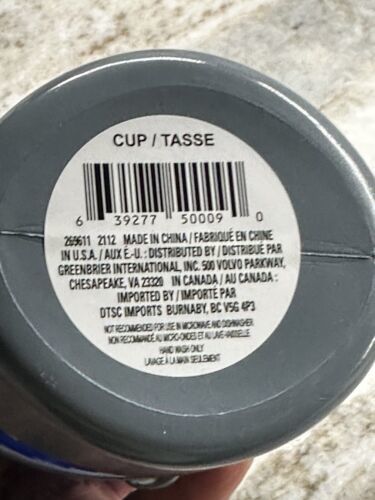 CUP / TASSE
6 39277 50009 0
269611 2112 MADE IN CHINA / FABRIQUÉ EN CHINE
IN U.S.A. / AUX É.-U. : DISTRIBUTED BY / DISTRIBUÉ PAR
GREENBRIER INTERNATIONAL, INC. 500 VOLVO PARKWAY,
CHESAPEAKE, VA 23320 IN CANADA / AU CANADA :
IMPORTED BY / IMPORTÉ PAR
DTSC IMPORTS BURNABY, BC V5G 4P3
NOT RECOMMENDED FOR USE IN MICROWAVE AND DISHWASHER
NON RECOMMANDÉ AU MICRO-ONDES ET AU LAVE-VAISSELLE
HAND WASH ONLY
LAVAGE À LA MAIN SEULEMENT